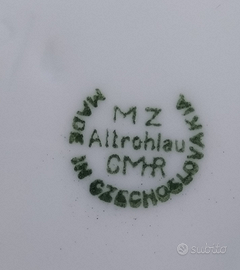 MZ
Altrohlau
CMR
MADE IN CZECHOSLOVAKIA
subito